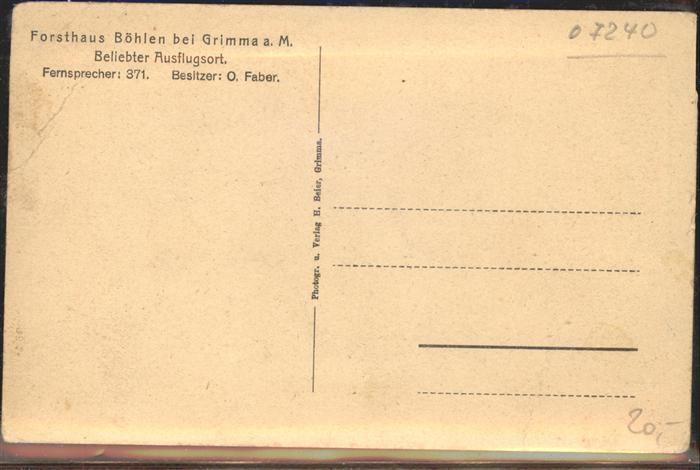 Forsthaus Böhlen bei Grimma a. M.
Beliebter Ausflugsort.
Fernsprecher: 371. Besitzer: O. Faber.
07240
Photogr. u. Verlag H. Beier, Grimma.
20,-